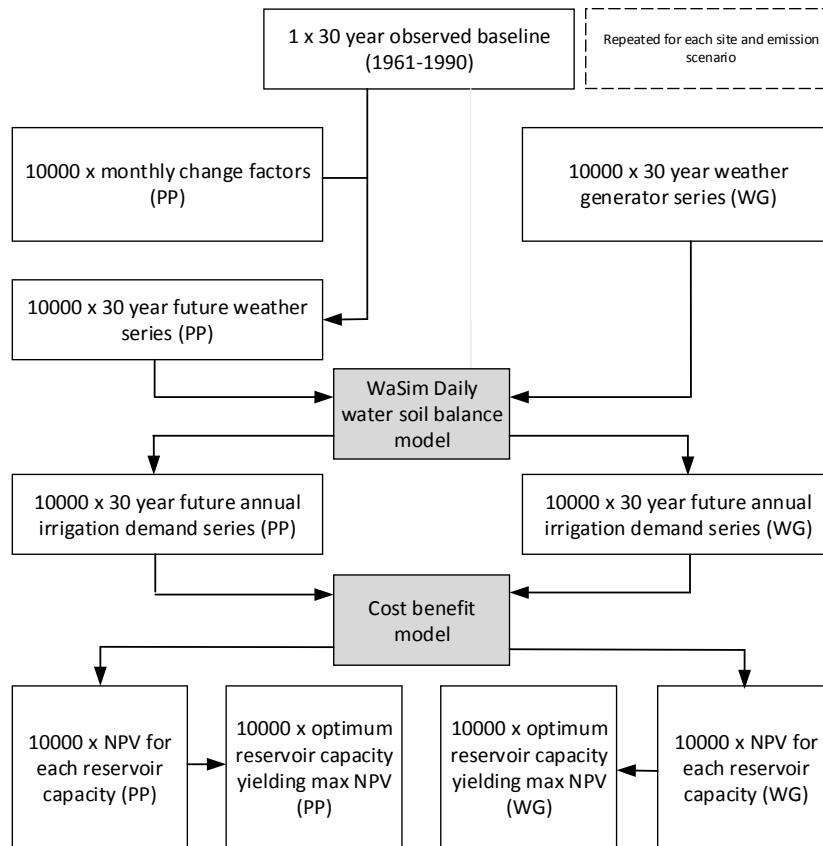 1 x 30 year observed baseline
(1961-1990)
Repeated for each site and emission
scenario
10000 x monthly change factors
(PP)
10000 x 30 year weather
generator series (WG)
10000 x 30 year future weather
series (PP)
WaSim Daily
water soil balance
model
10000 x 30 year future annual
irrigation demand series (PP)
10000 x 30 year future annual
irrigation demand series (WG)
Cost benefit
model
10000 x NPV for
each reservoir
capacity (PP)
10000 x optimum
reservoir capacity
yielding max NPV
(PP)
10000 x optimum
reservoir capacity
yielding max NPV
(WG)
10000 x NPV for
each reservoir
capacity (WG)